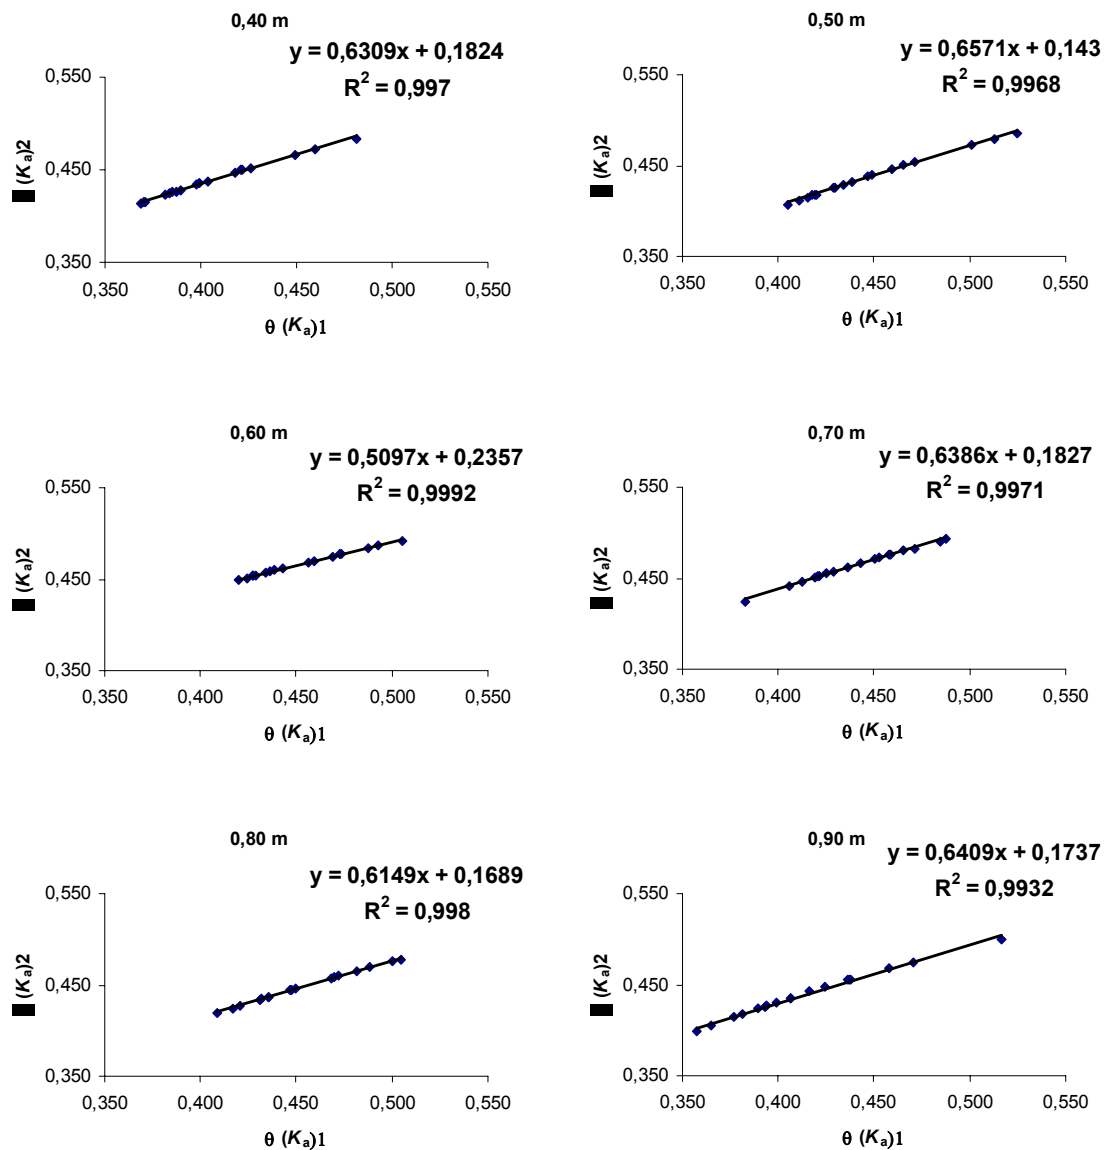 0,40 m
y = 0,6309x + 0,1824
R² = 0,997
0,550
0,450
0,350
(Ka)2
0,350 0,400 0,450 0,500 0,550
θ (Ka)1
0,50 m
y = 0,6571x + 0,143
R² = 0,9968
0,550
0,450
0,350
(Ka)2
0,350 0,400 0,450 0,500 0,550
θ (Ka)1
0,60 m
y = 0,5097x + 0,2357
R² = 0,9992
0,550
0,450
0,350
(Ka)2
0,350 0,400 0,450 0,500 0,550
θ (Ka)1
0,70 m
y = 0,6386x + 0,1827
R² = 0,9971
0,550
0,450
0,350
(Ka)2
0,350 0,400 0,450 0,500 0,550
θ (Ka)1
0,80 m
y = 0,6149x + 0,1689
R² = 0,998
0,550
0,450
0,350
(Ka)2
0,350 0,400 0,450 0,500 0,550
θ (Ka)1
0,90 m
y = 0,6409x + 0,1737
R² = 0,9932
0,550
0,450
0,350
(Ka)2
0,350 0,400 0,450 0,500 0,550
θ (Ka)1